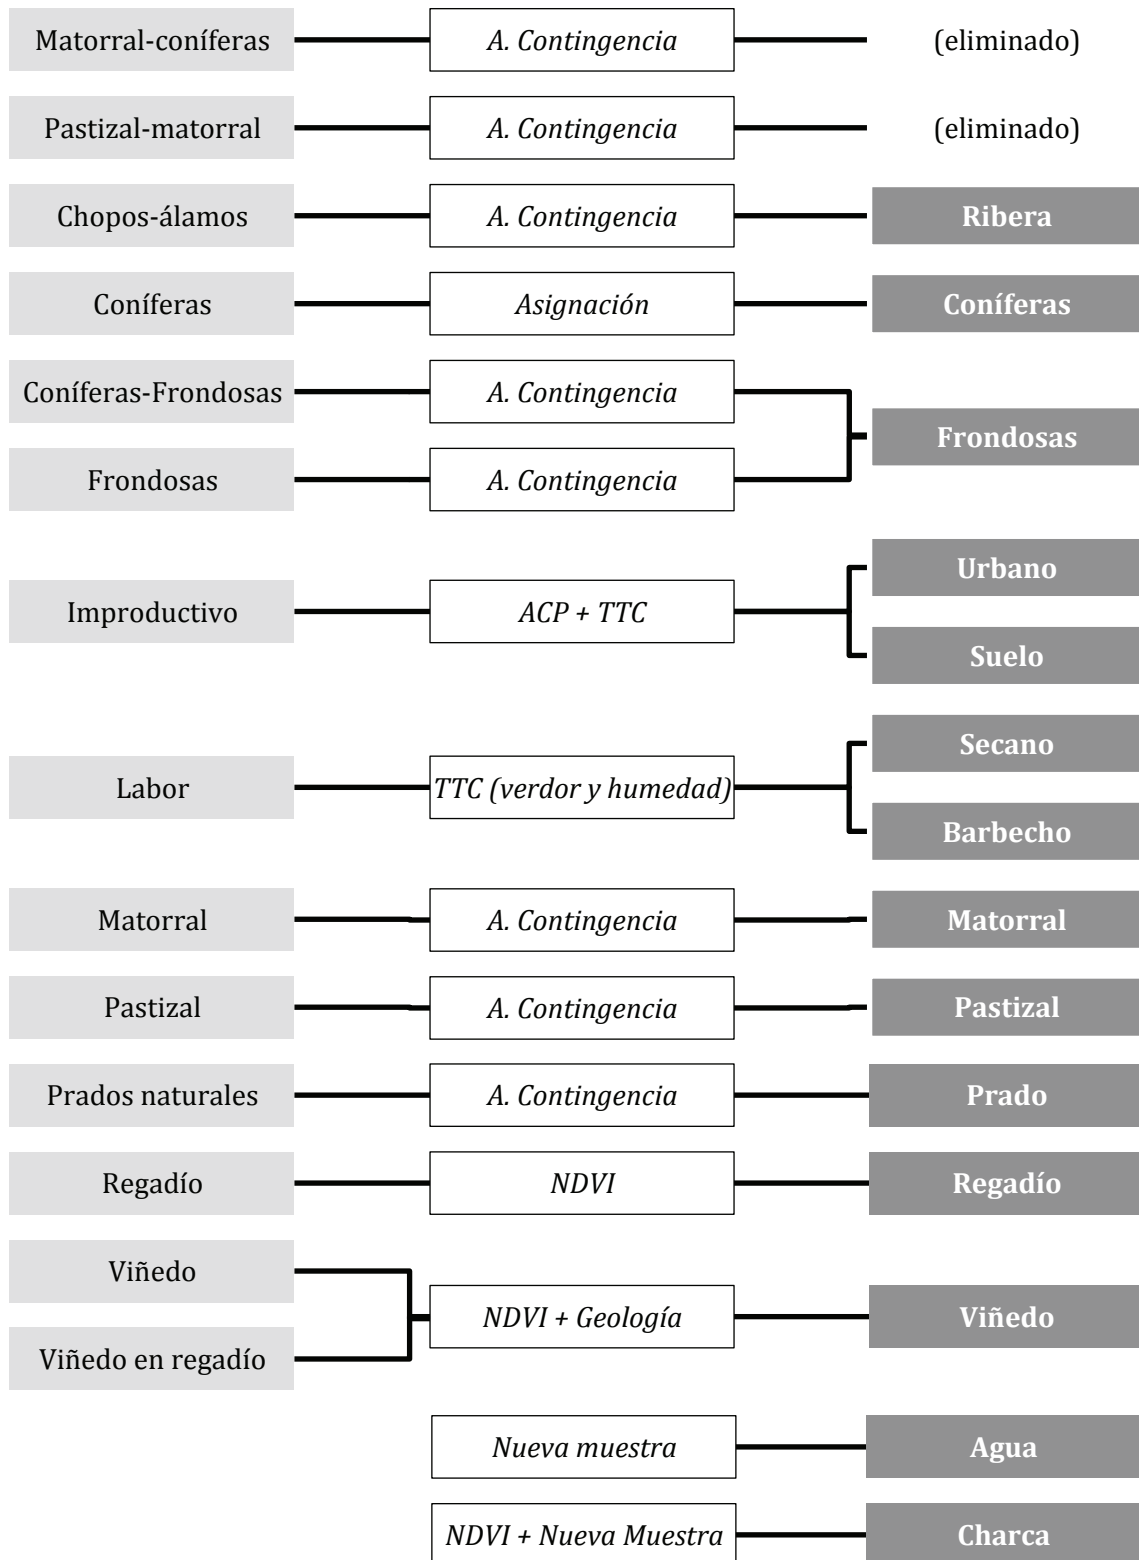 Matorral-coníferas A. Contingencia (eliminado)
Pastizal-matorral A. Contingencia (eliminado)
Chopos-álamos A. Contingencia Ribera
Coníferas Asignación Coníferas
Coníferas-Frondosas A. Contingencia
Frondosas
Frondosas A. Contingencia
Urbano
Improductivo ACP + TTC
Suelo
Secano
Labor TTC (verdor y humedad)
Barbecho
Matorral A. Contingencia Matorral
Pastizal A. Contingencia Pastizal
Prados naturales A. Contingencia Prado
Regadío NDVI Regadío
Viñedo
NDVI + Geología Viñedo
Viñedo en regadío
Nueva muestra Agua
NDVI + Nueva Muestra Charca